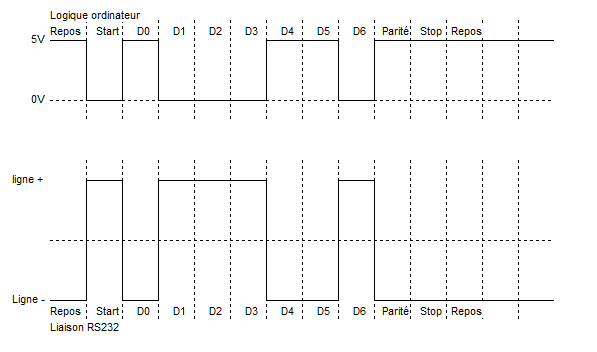 Logique ordinateur
Repos Start D0 D1 D2 D3 D4 D5 D6 Parité Stop Repos
5V
0V
ligne +
Ligne -
Repos Start D0 D1 D2 D3 D4 D5 D6 Parité Stop Repos
Liaison RS232